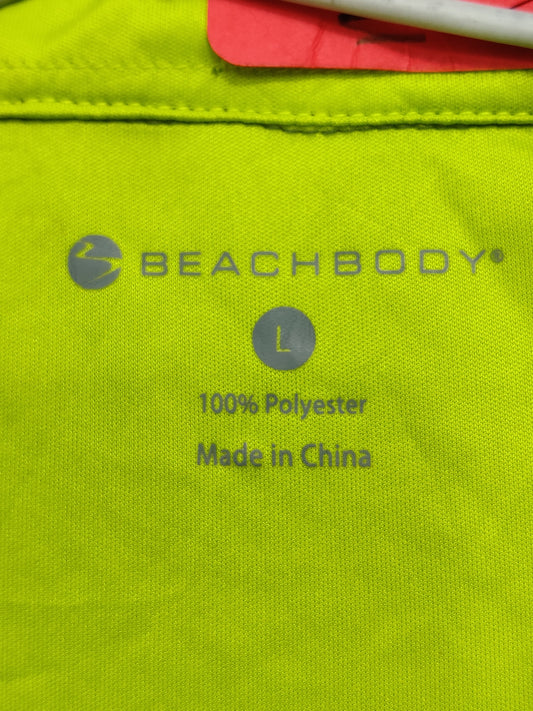 BEACHBODY®
L
100% Polyester
Made in China